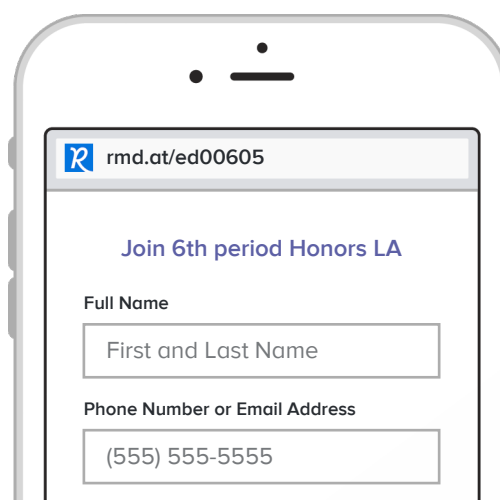 R rmd.at/ed00605
Join 6th period Honors LA
Full Name
First and Last Name
Phone Number or Email Address
(555) 555-5555